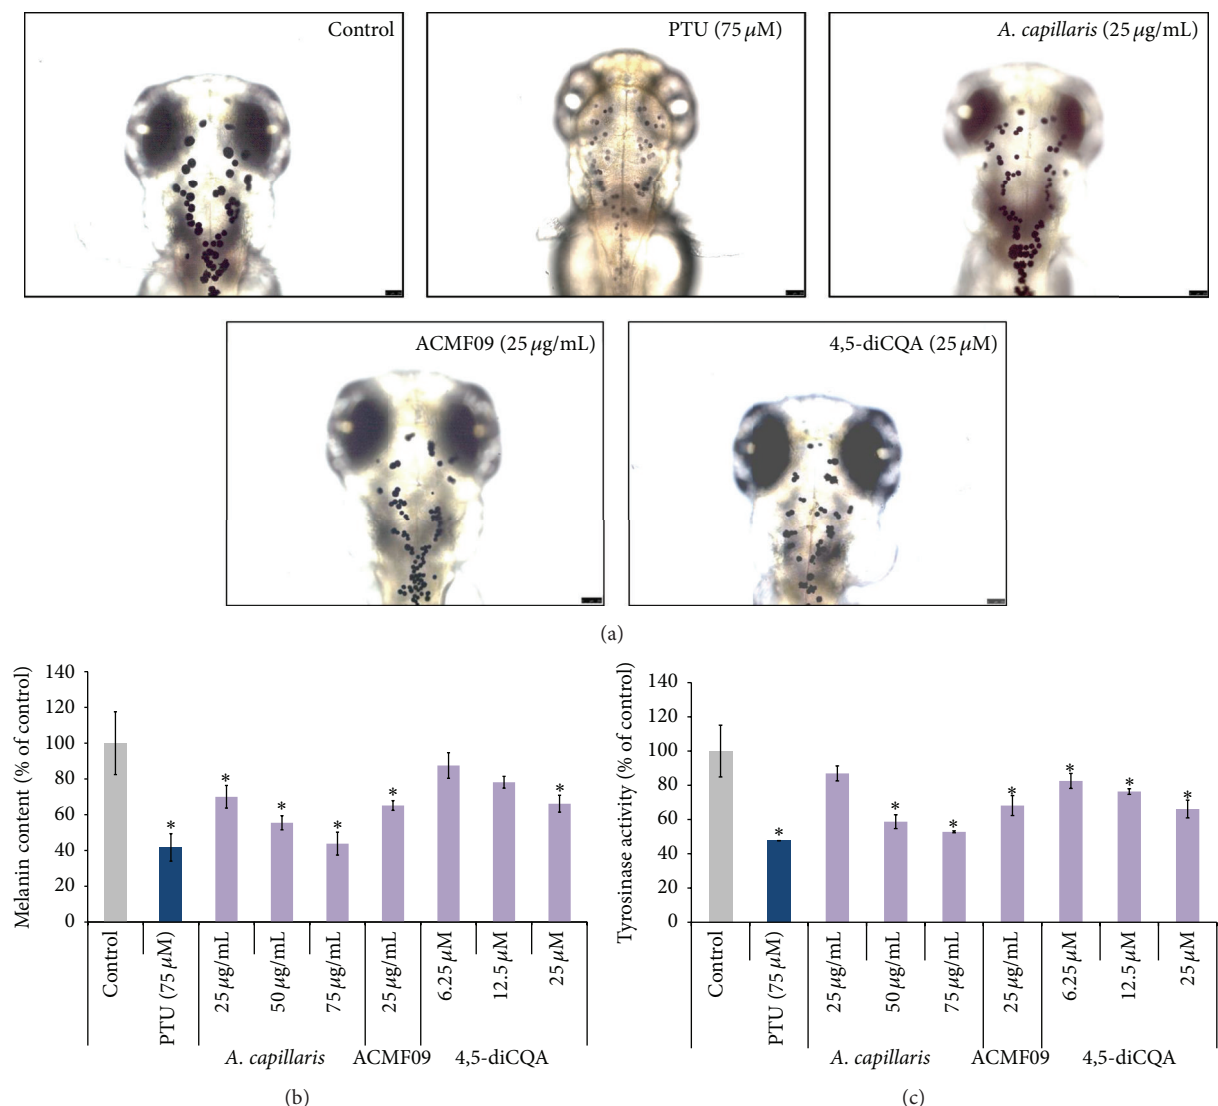 Control
PTU (75 μM)
A. capillaris (25 μg/mL)
ACMF09 (25 μg/mL)
4,5-diCQA (25 μM)
(a)
Melanin content (% of control)
140
120
100
80
60
40
20
0
*
*
*
*
*
*
Control
PTU (75 μM)
25 μg/mL
50 μg/mL
75 μg/mL
25 μg/mL
6.25 μM
12.5 μM
25 μM
A. capillaris
ACMF09
4,5-diCQA
(b)
Tyrosinase activity (% of control)
140
120
100
80
60
40
20
0
*
*
*
*
*
*
*
Control
PTU (75 μM)
25 μg/mL
50 μg/mL
75 μg/mL
25 μg/mL
6.25 μM
12.5 μM
25 μM
A. capillaris
ACMF09
4,5-diCQA
(c)